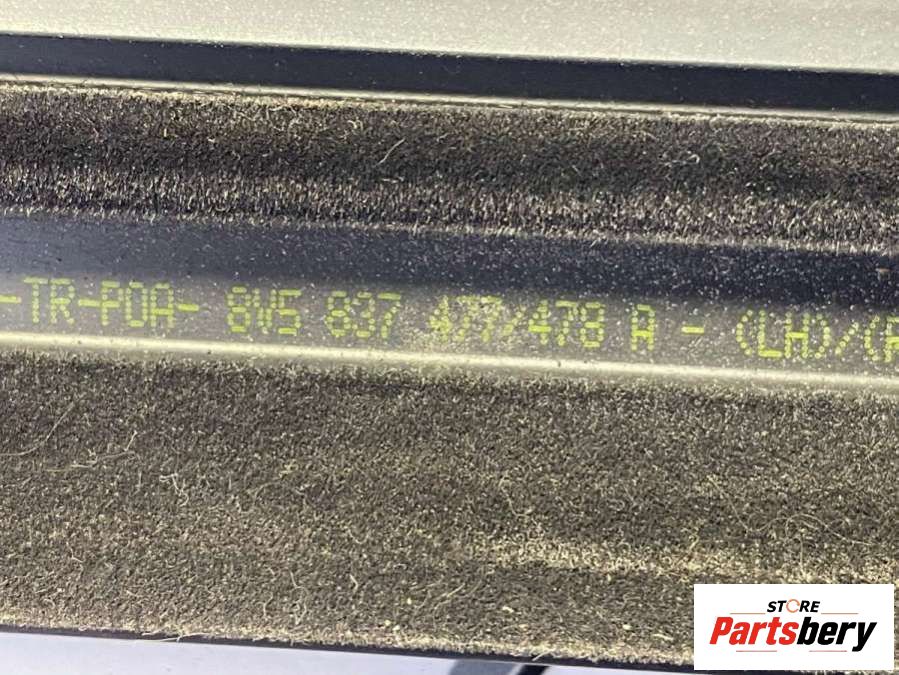 -TR-POA- 8V5 837 477/478 A - (LH)/(R
STORE
Partsbery